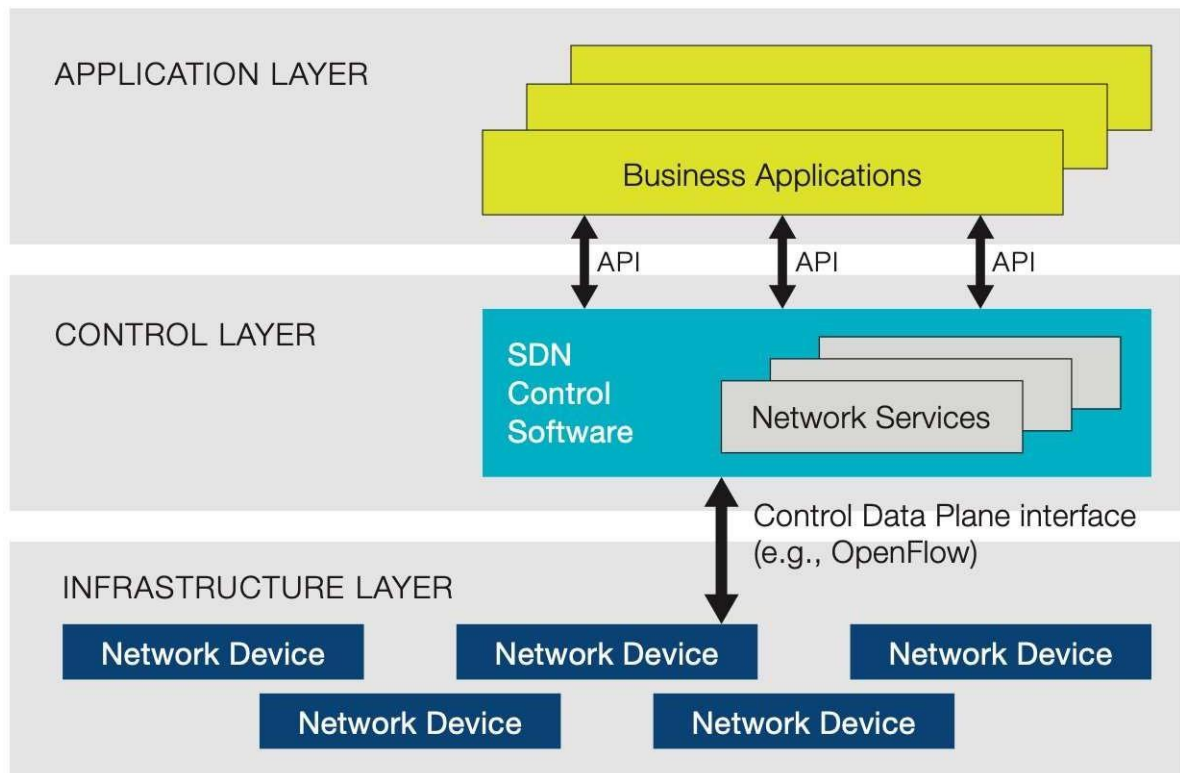 APPLICATION LAYER
Business Applications
API
API
API
CONTROL LAYER
SDN
Control
Software
Network Services
Control Data Plane interface
(e.g., OpenFlow)
INFRASTRUCTURE LAYER
Network Device
Network Device
Network Device
Network Device
Network Device